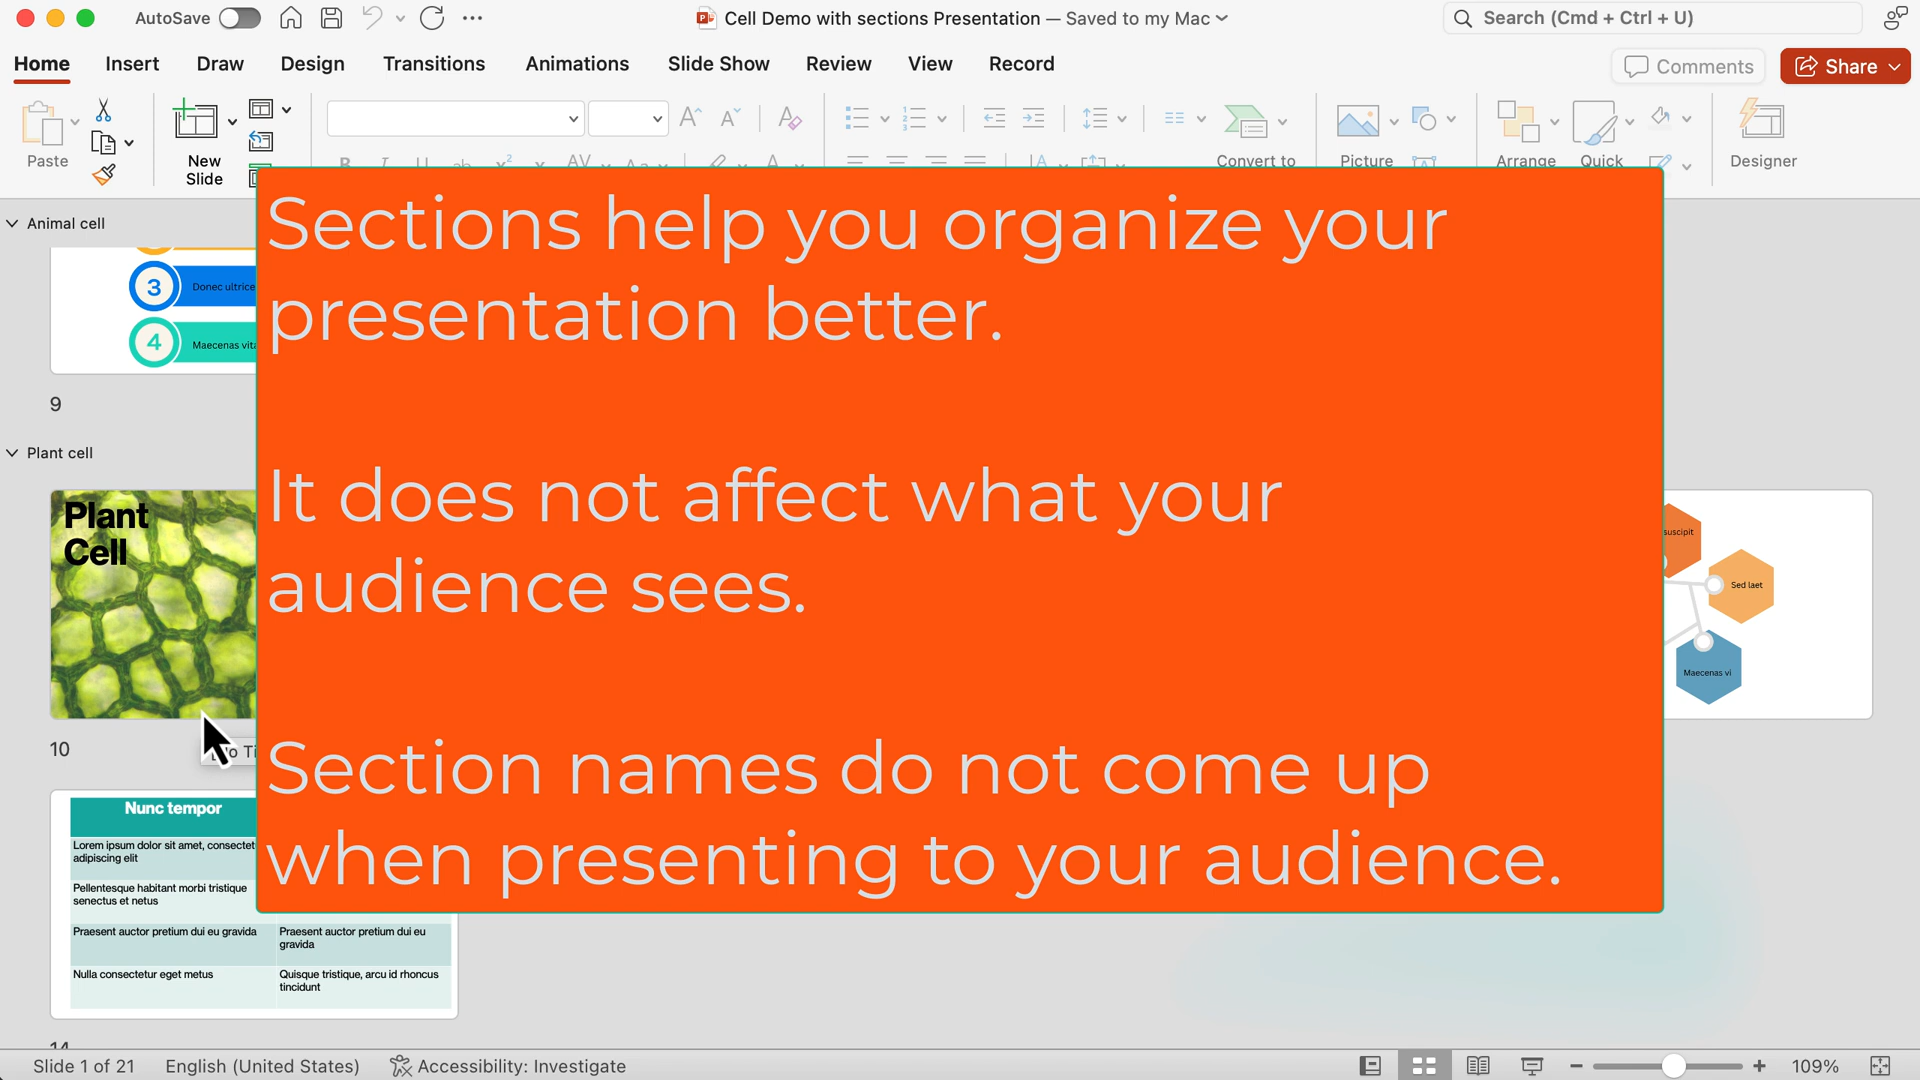 AutoSave
Cell Demo with sections Presentation — Saved to my Mac
Search (Cmd + Ctrl + U)
Home Insert Draw Design Transitions Animations Slide Show Review View Record
Comments Share
Paste
New
Slide
Convert to
Picture
Arrange
Quick
Designer
Animal cell
3 Donec ultrice
4 Maecenas vita
9
Plant cell
Plant
Cell
10
Sections help you organize your
presentation better.
It does not affect what your
audience sees.
Section names do not come up
when presenting to your audience.
suscipit
Sed laet
Maecenas vi
Nunc tempor
Lorem ipsum dolor sit amet, consectet
adipiscing elit
Pellentesque habitant morbi tristique
senectus et netus
Praesent auctor pretium dui eu gravida
Praesent auctor pretium dui eu
gravida
Nulla consectetur eget metus
Quisque tristique, arcu id rhoncus
tincidunt
Slide 1 of 21 English (United States) Accessibility: Investigate
109%